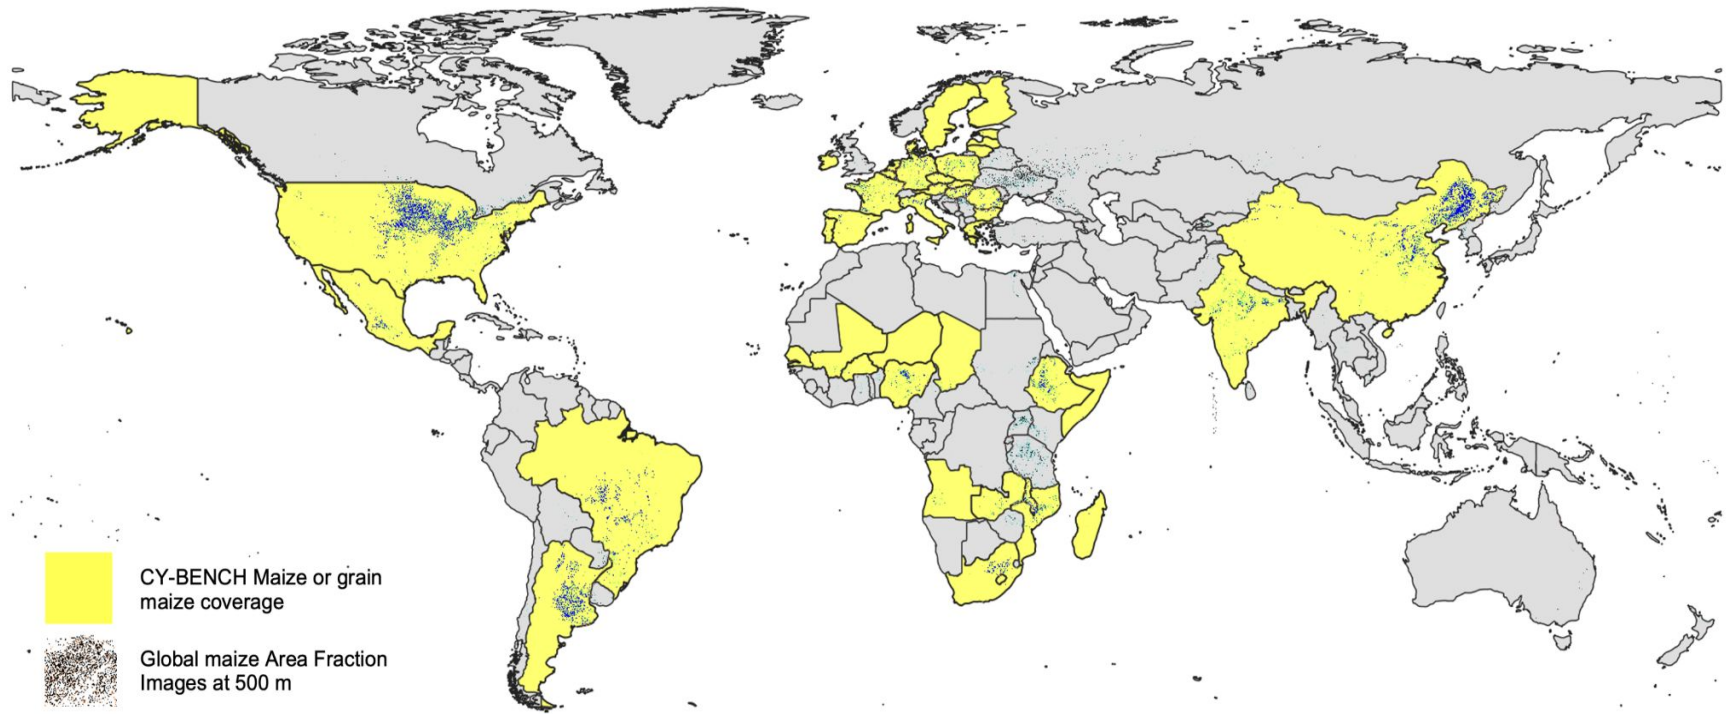 CY-BENCH Maize or grain
maize coverage
Global maize Area Fraction
Images at 500 m